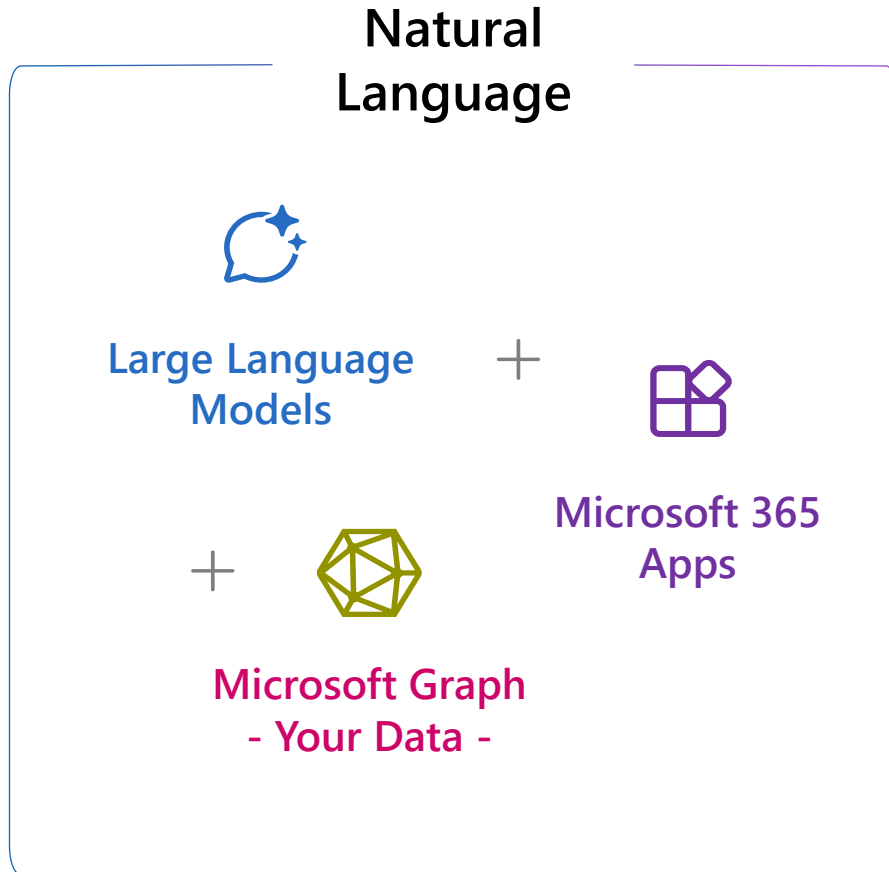 Natural
Language
Large Language
Models
Microsoft 365
Apps
Microsoft Graph
- Your Data -